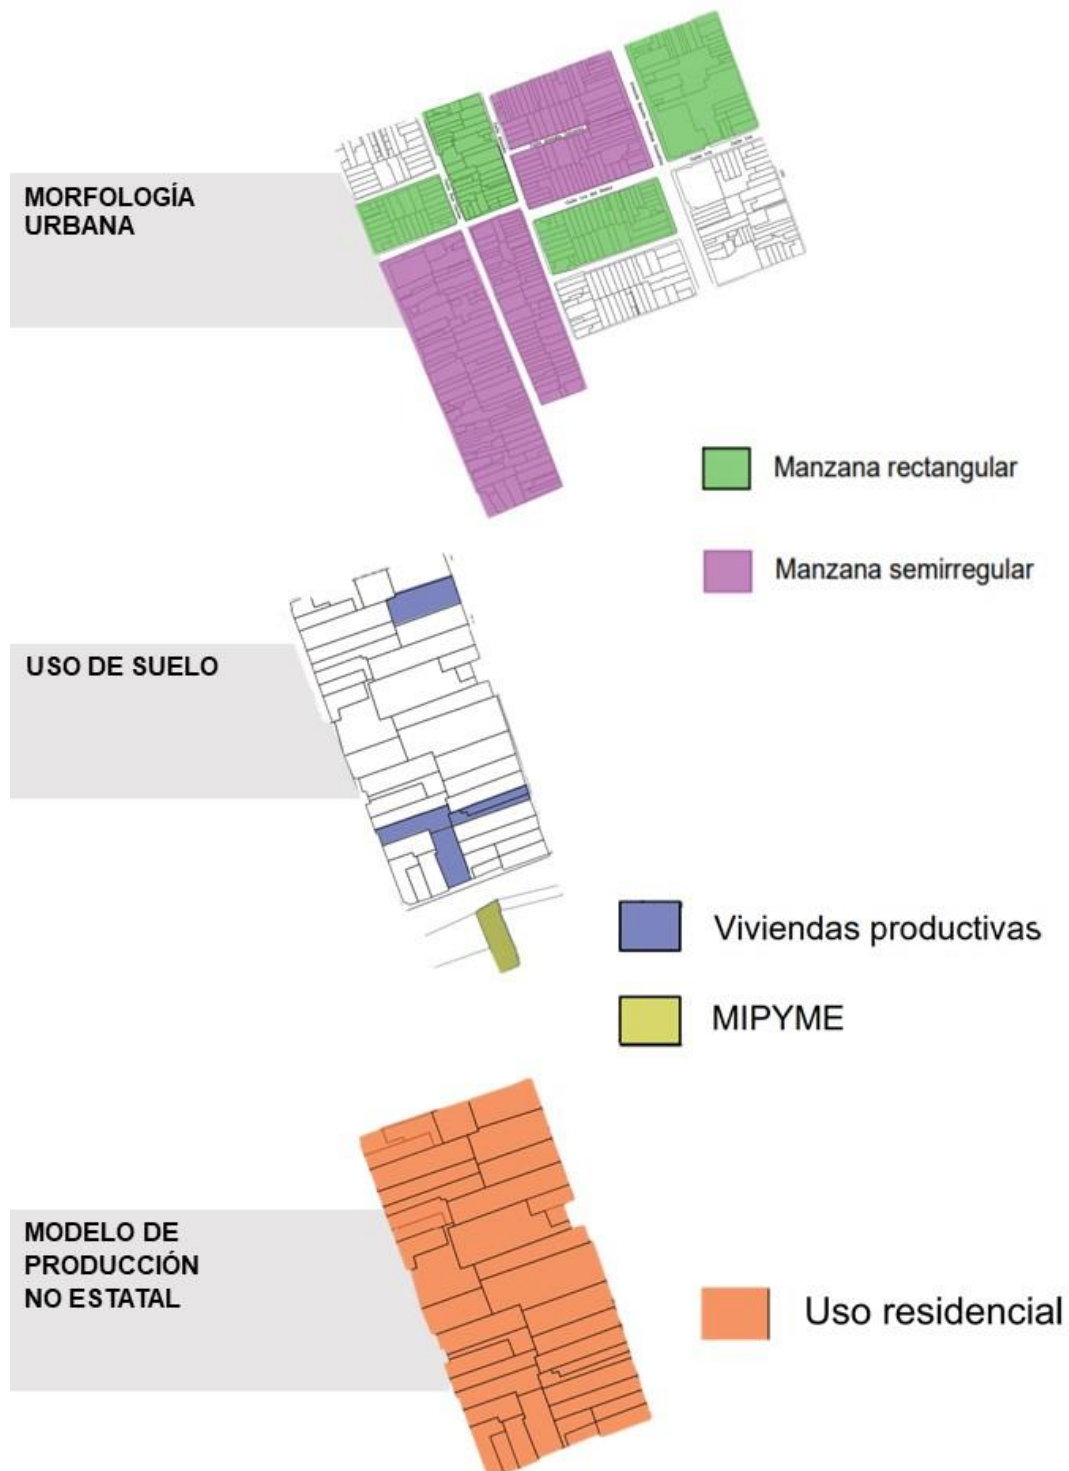 MORFOLOGÍA
URBANA
Manzana rectangular
Manzana semirregular
USO DE SUELO
Viviendas productivas
MIPYME
MODELO DE
PRODUCCIÓN
NO ESTATAL
Uso residencial